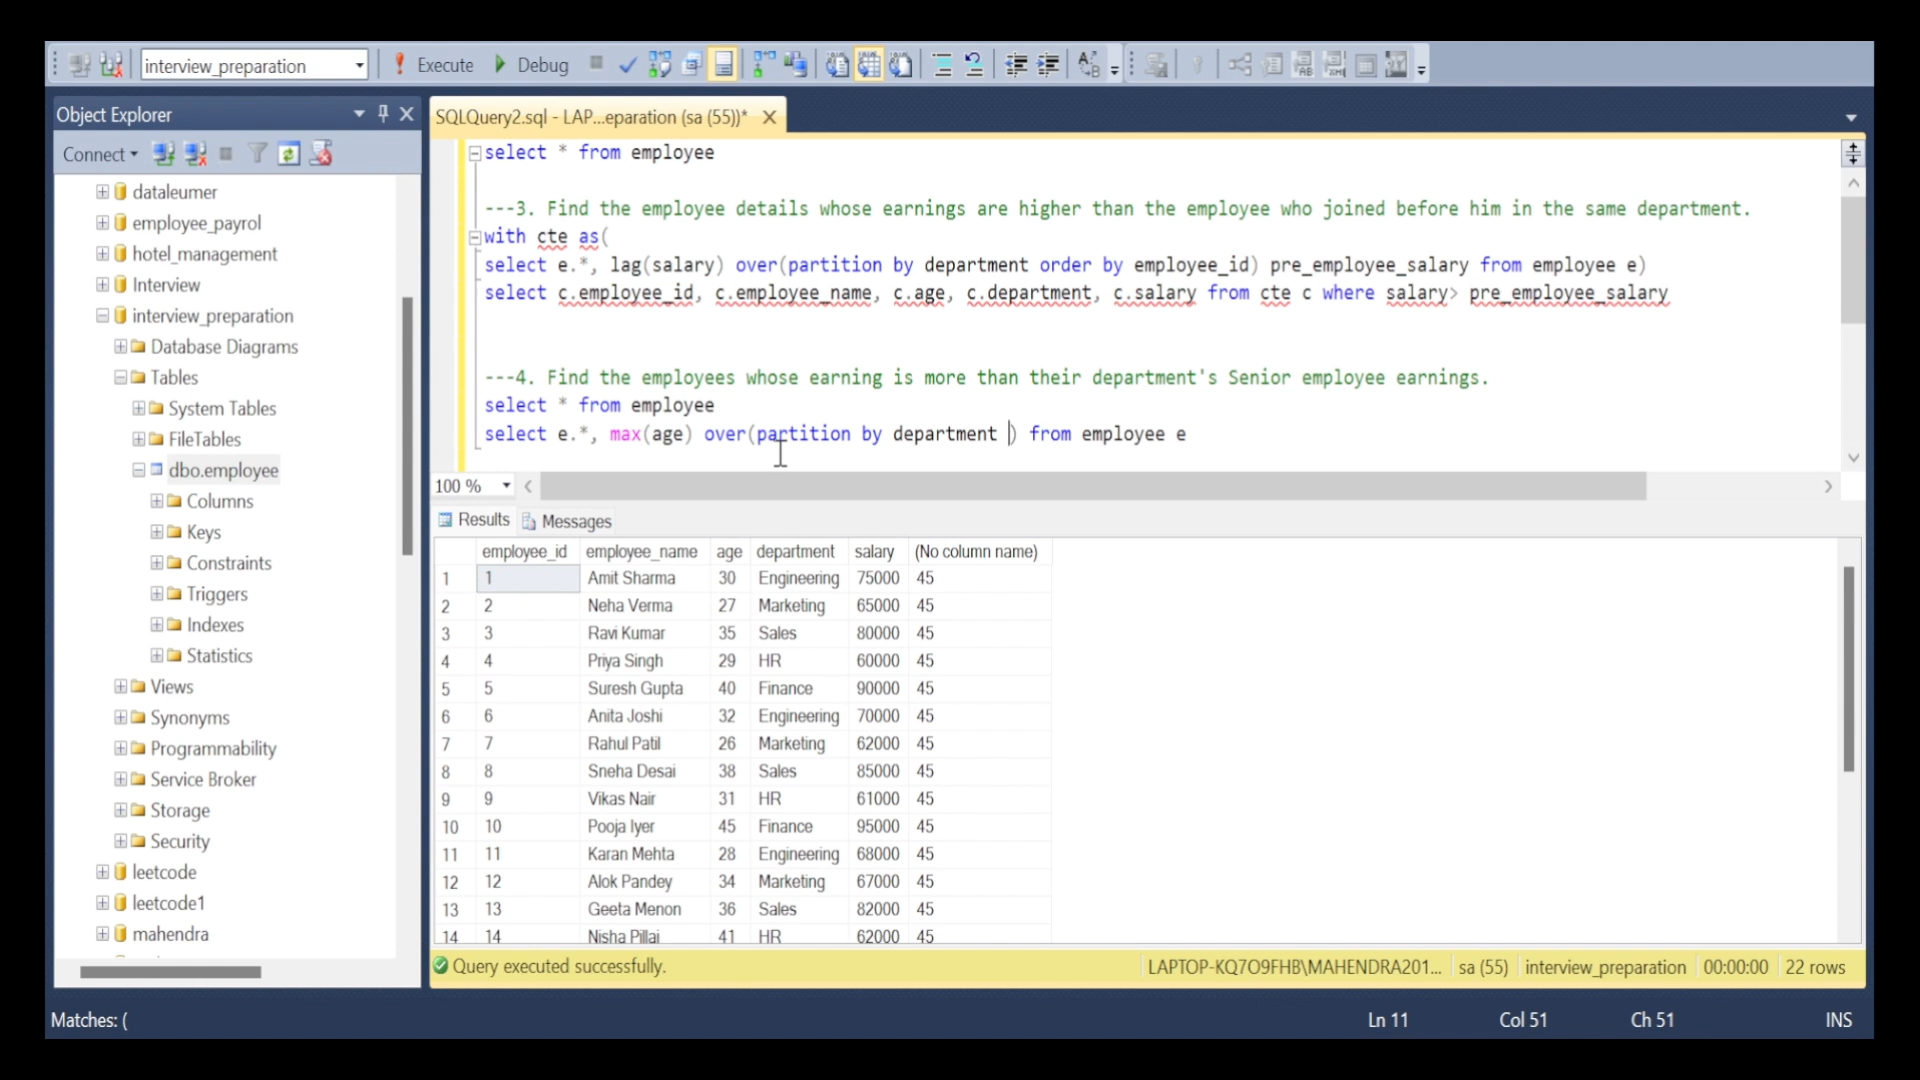 interview_preparation
Execute
Debug
Object Explorer
Connect
dataleumer
employee_payrol
hotel_management
Interview
interview_preparation
Database Diagrams
Tables
System Tables
FileTables
dbo.employee
Columns
Keys
Constraints
Triggers
Indexes
Statistics
Views
Synonyms
Programmability
Service Broker
Storage
Security
leetcode
leetcode1
mahendra
SQLQuery2.sql - LAP...eparation (sa (55))*
select * from employee
---3. Find the employee details whose earnings are higher than the employee who joined before him in the same department.
with cte as(
select e.*, lag(salary) over(partition by department order by employee_id) pre_employee_salary from employee e)
select c.employee_id, c.employee_name, c.age, c.department, c.salary from cte c where salary> pre_employee_salary
---4. Find the employees whose earning is more than their department's Senior employee earnings.
select * from employee
select e.*, max(age) over(partition by department ) from employee e
100 %
Results Messages
employee_id employee_name age department salary (No column name)
1 1 Amit Sharma 30 Engineering 75000 45
2 2 Neha Verma 27 Marketing 65000 45
3 3 Ravi Kumar 35 Sales 80000 45
4 4 Priya Singh 29 HR 60000 45
5 5 Suresh Gupta 40 Finance 90000 45
6 6 Anita Joshi 32 Engineering 70000 45
7 7 Rahul Patil 26 Marketing 62000 45
8 8 Sneha Desai 38 Sales 85000 45
9 9 Vikas Nair 31 HR 61000 45
10 10 Pooja Iyer 45 Finance 95000 45
11 11 Karan Mehta 28 Engineering 68000 45
12 12 Alok Pandey 34 Marketing 67000 45
13 13 Geeta Menon 36 Sales 82000 45
14 14 Nisha Pillai 41 HR 62000 45
Query executed successfully.
LAPTOP-KQ7O9FHB\MAHENDRA201... sa (55) interview_preparation 00:00:00 22 rows
Matches: (
Ln 11 Col 51 Ch 51 INS